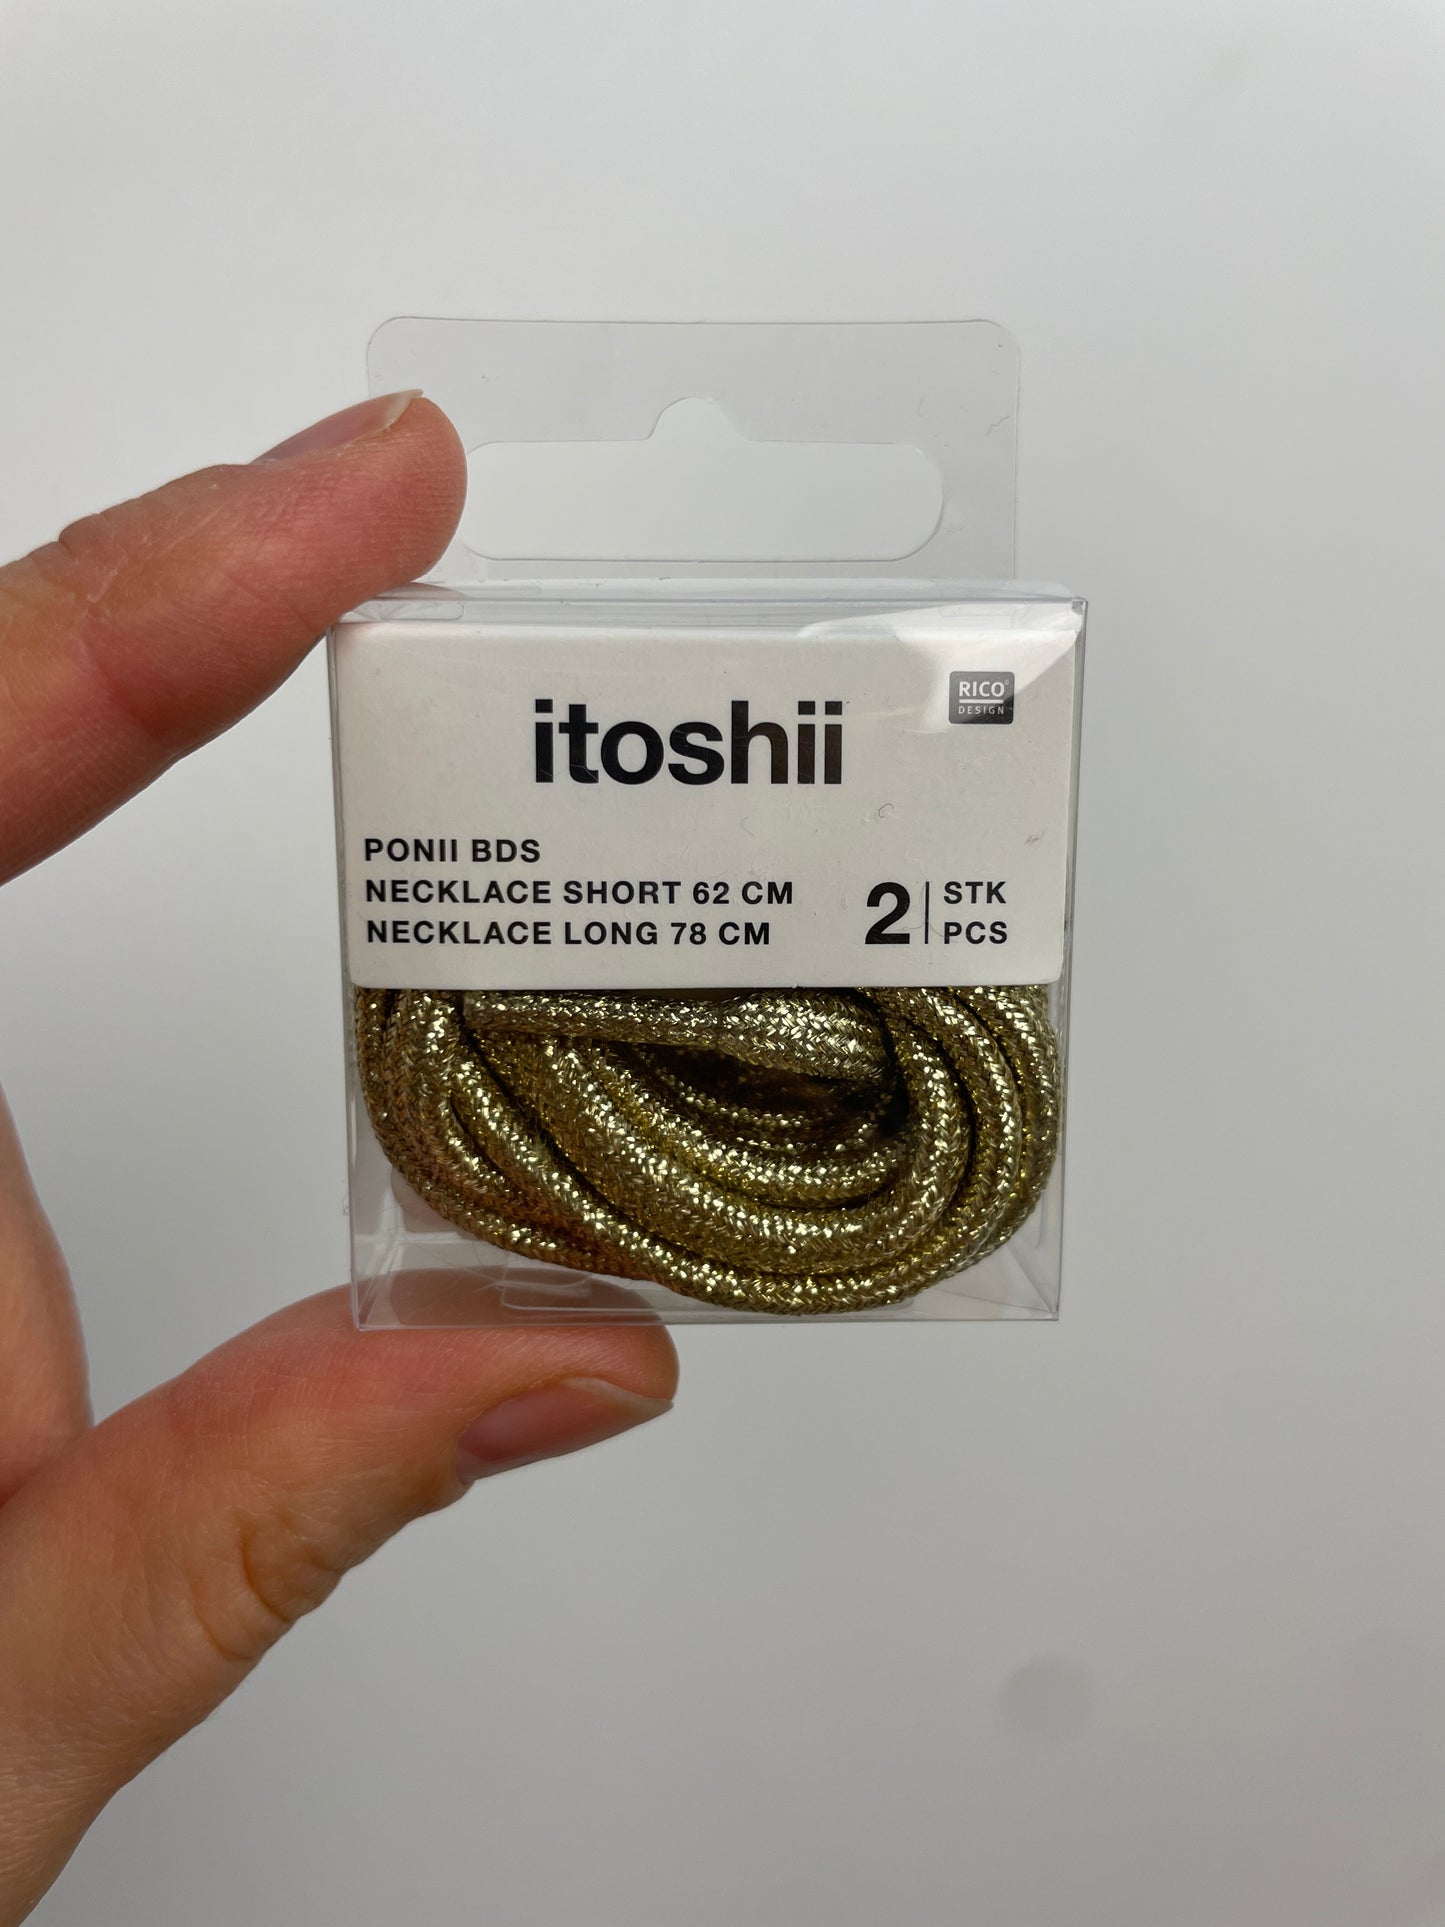 itoshii
RICO®
DESIGN
PONII BDS
NECKLACE SHORT 62 CM
NECKLACE LONG 78 CM
2 | STK
PCS